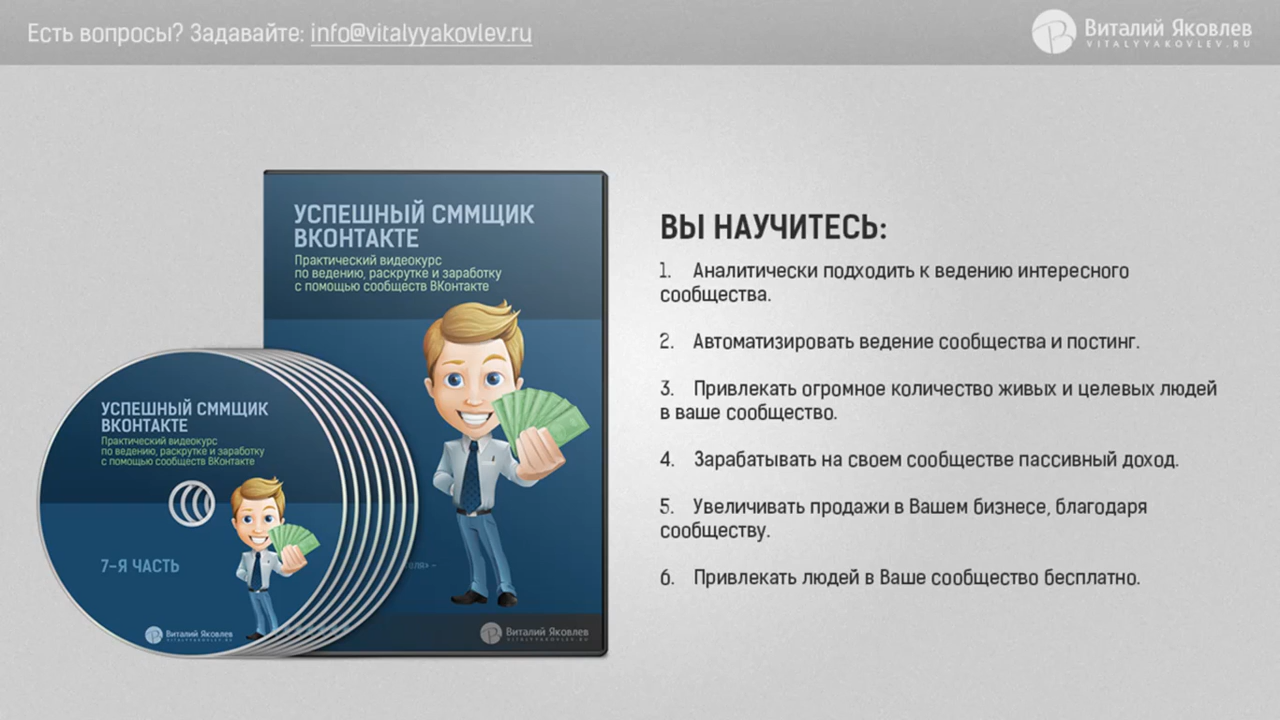 Есть вопросы? Задавайте: info@vitalyyakovlev.ru
Виталий Яковлев
VITALYYAKOVLEV.RU
УСПЕШНЫЙ СММЩИК
ВКОНТАКТЕ
Практический видеокурс
по ведению, раскрутке и заработку
с помощью сообществ ВКонтакте
Виталий Яковлев
VITALYYAKOVLEV.RU
УСПЕШНЫЙ СММЩИК
ВКОНТАКТЕ
Практический видеокурс
по ведению, раскрутке и заработку
с помощью сообществ ВКонтакте
7-Я ЧАСТЬ
Виталий Яковлев
VITALYYAKOVLEV.RU
ВЫ НАУЧИТЕСЬ:
1. Аналитически подходить к ведению интересного
сообщества.
2. Автоматизировать ведение сообщества и постинг.
3. Привлекать огромное количество живых и целевых людей
в ваше сообщество.
4. Зарабатывать на своем сообществе пассивный доход.
5. Увеличивать продажи в Вашем бизнесе, благодаря
сообществу.
6. Привлекать людей в Ваше сообщество бесплатно.